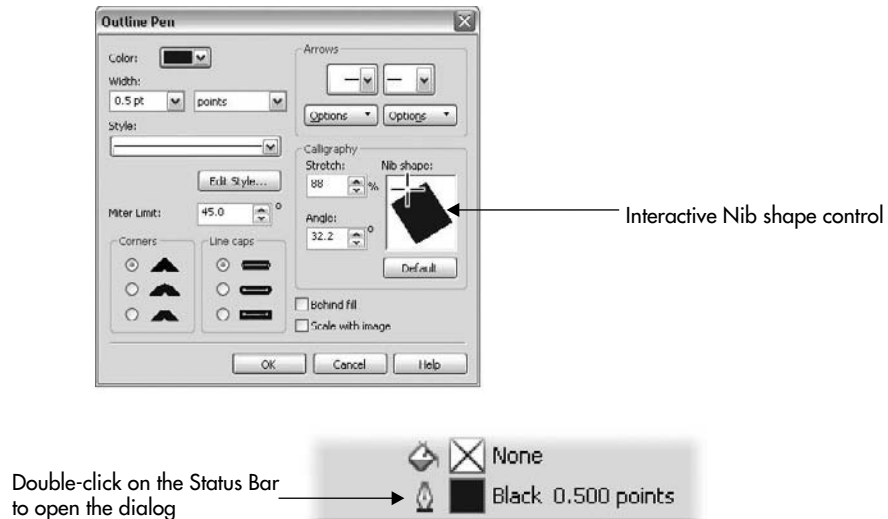 Outline Pen
Color:
Width:
0.5 pt
points
Style:
Edit Style...
Miter Limit:
45.0
°
Corners
Line caps
Arrows
Options
Options
Calligraphy
Stretch:
Nib shape:
88
%
Angle:
32.2
°
Default
Behind fill
Scale with image
OK
Cancel
Help
Interactive Nib shape control
None
Double-click on the Status Bar
to open the dialog
Black 0.500 points